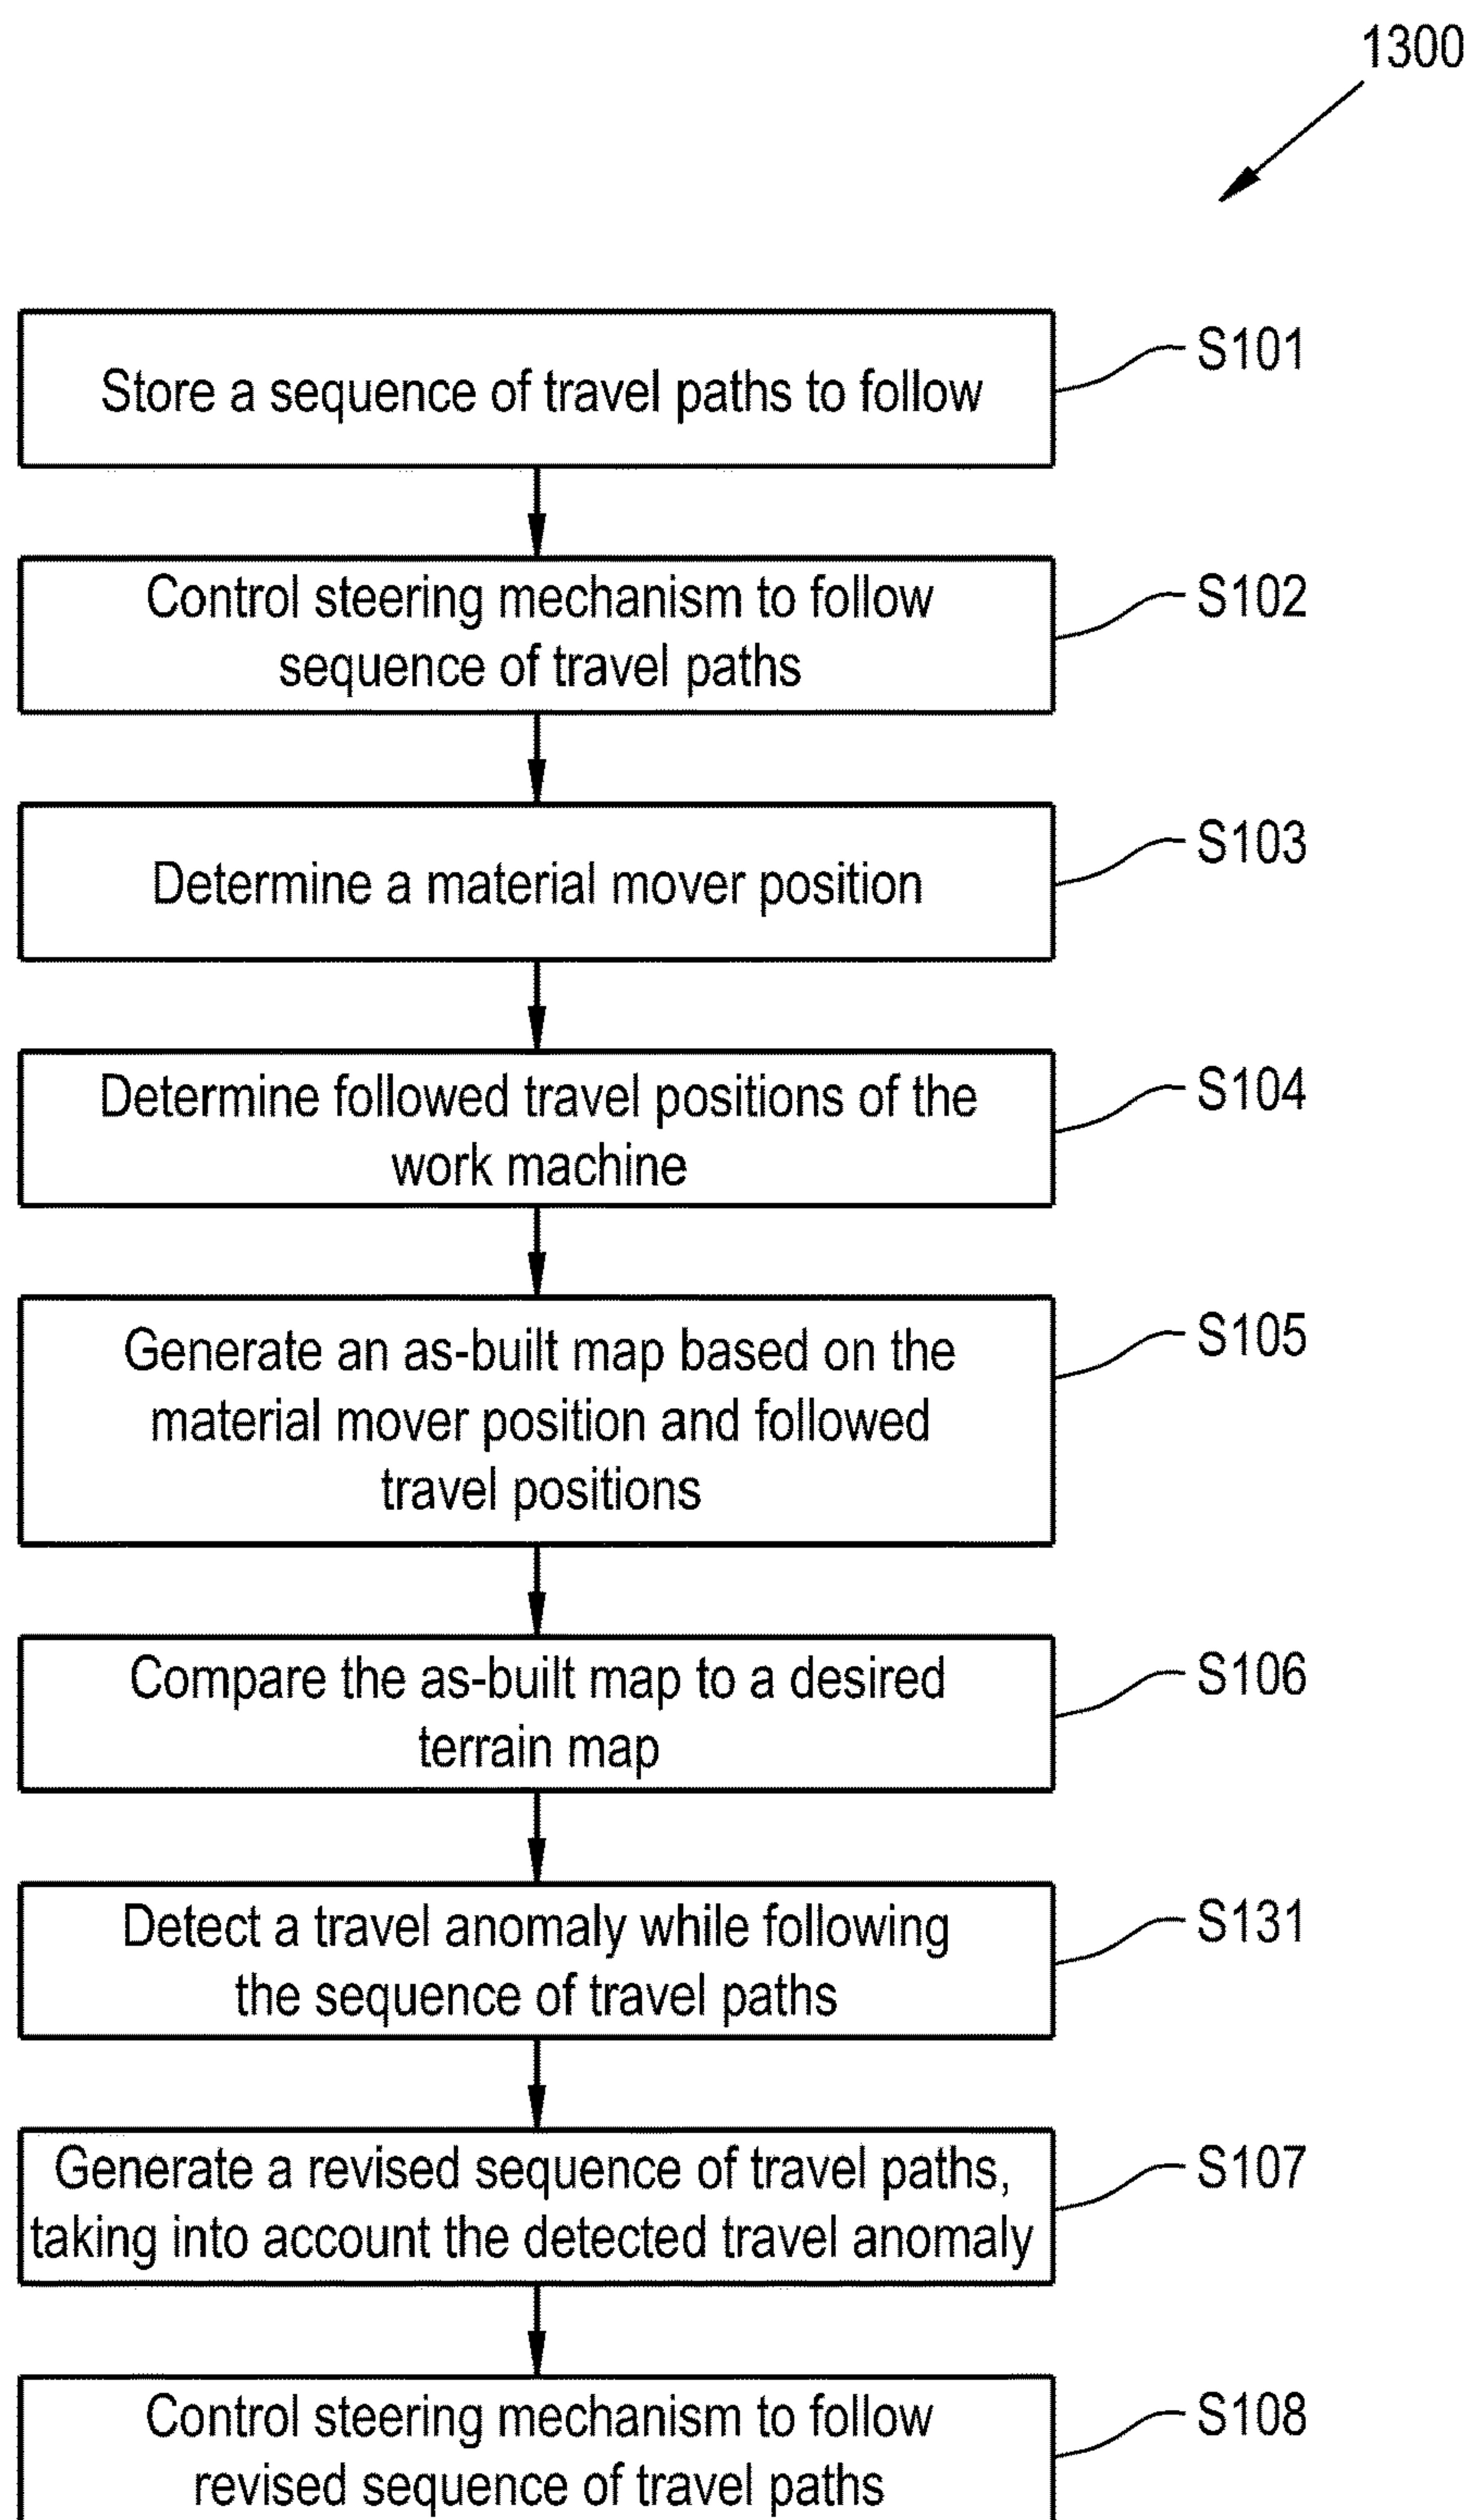 1300
Store a sequence of travel paths to follow
S101
Control steering mechanism to follow
sequence of travel paths
S102
Determine a material mover position
S103
Determine followed travel positions of the
work machine
S104
Generate an as-built map based on the
material mover position and followed
travel positions
S105
Compare the as-built map to a desired
terrain map
S106
Detect a travel anomaly while following
the sequence of travel paths
S131
Generate a revised sequence of travel paths,
taking into account the detected travel anomaly
S107
Control steering mechanism to follow
revised sequence of travel paths
S108